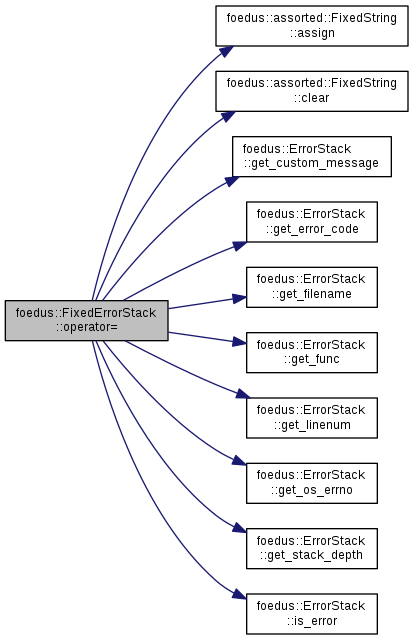 foedus::assorted::FixedString
::assign
foedus::assorted::FixedString
::clear
foedus::ErrorStack
::get_custom_message
foedus::ErrorStack
::get_error_code
foedus::ErrorStack
::get_filename
foedus::FixedErrorStack
::operator=
foedus::ErrorStack
::get_func
foedus::ErrorStack
::get_linenum
foedus::ErrorStack
::get_os_errno
foedus::ErrorStack
::get_stack_depth
foedus::ErrorStack
::is_error